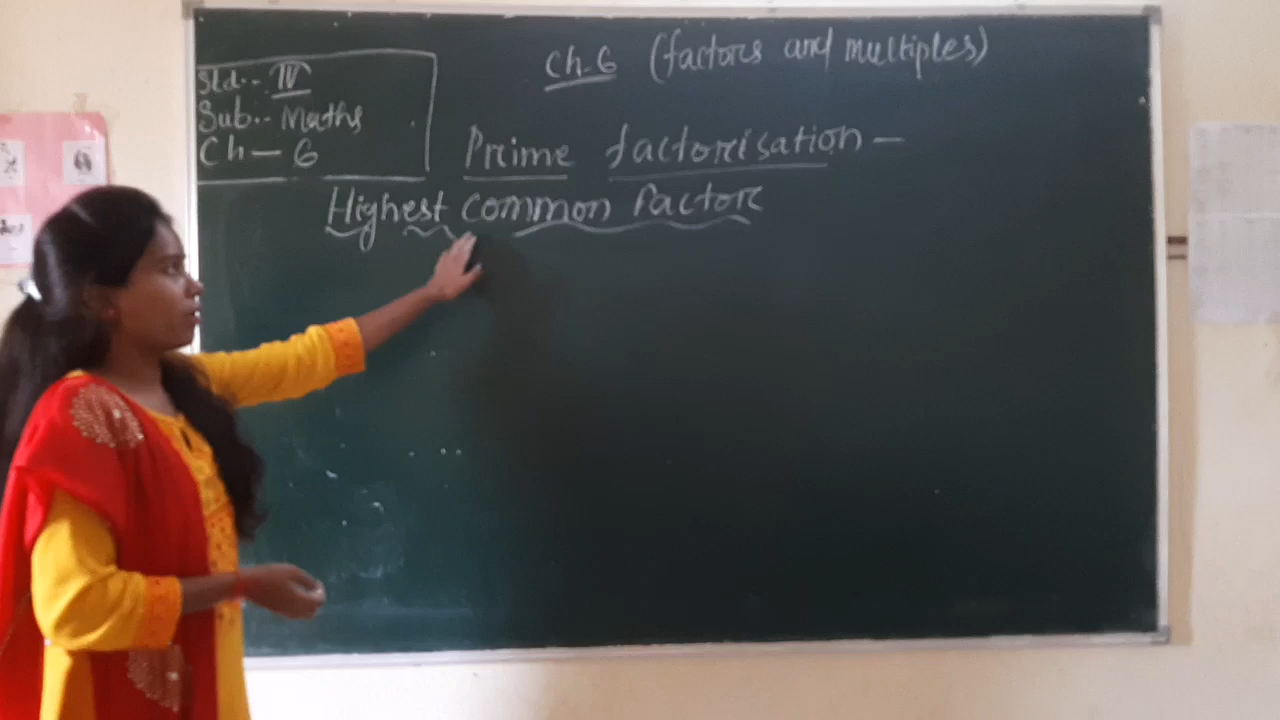 Std.. IV
Sub.. Maths
Ch - 6
Ch-6 (factors and multiples)
Prime factorisation -
Highest common Factor